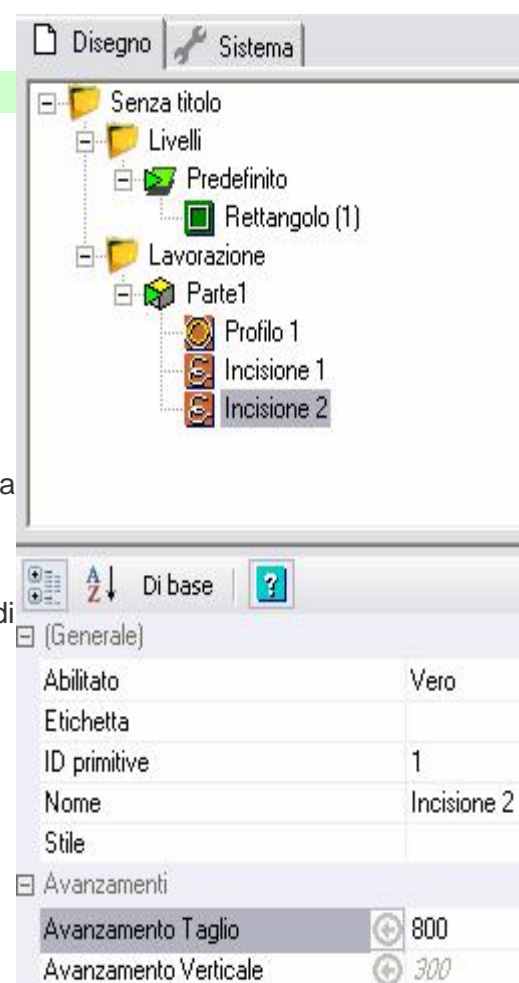 Disegno Sistema
Senza titolo
Livelli
Predefinito
Rettangolo (1)
Lavorazione
Parte1
Profilo 1
Incisione 1
Incisione 2
a
di
A Z Di base ?
(Generale)
Abilitato Vero
Etichetta
ID primitive 1
Nome Incisione 2
Stile
Avanzamenti
Avanzamento Taglio 800
Avanzamento Verticale 300